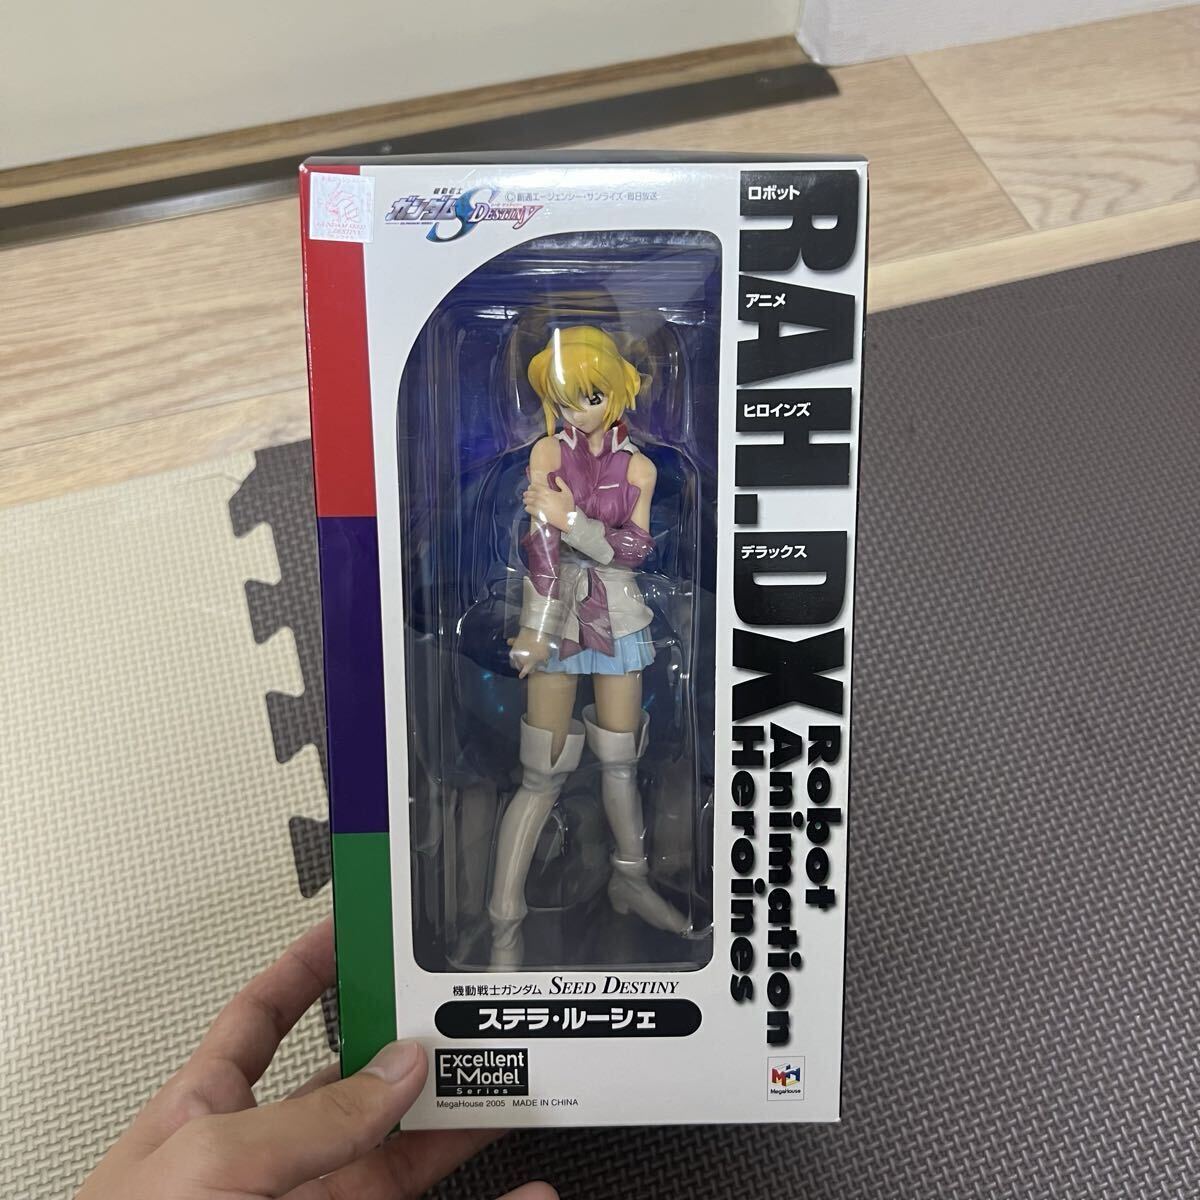 機動戦士
ガンダムSEED DESTINY
©創通エージェンシー・サンライズ・毎日放送
GUNDAM SEED
DESTINY
RAH.DX
ロボット
アニメ
ヒロインズ
デラックス
Robot
Animation
Heroines
機動戦士ガンダム SEED DESTINY
ステラ・ルーシェ
Excellent
Model
Series
MegaHouse 2005 MADE IN CHINA
MegaHouse